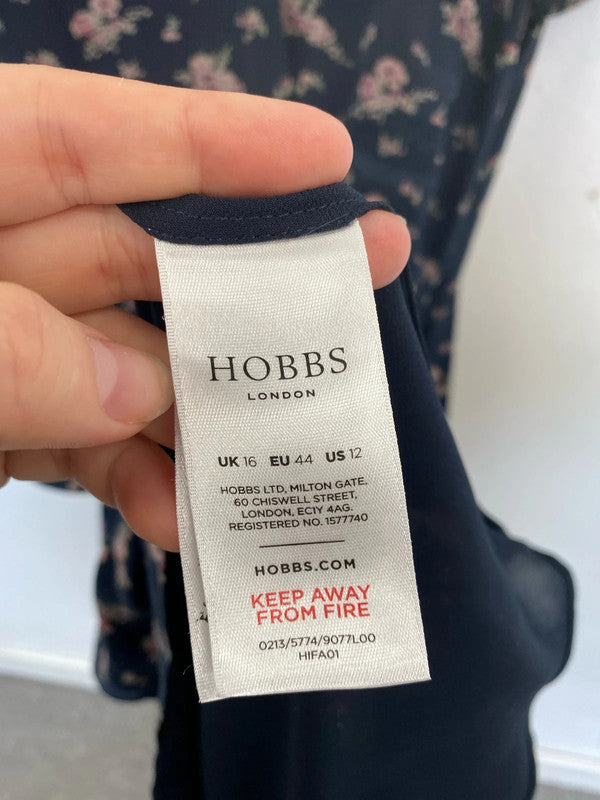 HOBBS
LONDON
UK 16 EU 44 US 12
HOBBS LTD, MILTON GATE,
60 CHISWELL STREET,
LONDON, EC1Y 4AG.
REGISTERED NO. 1577740
HOBBS.COM
KEEP AWAY
FROM FIRE
0213/5774/9077L00
HIFA01